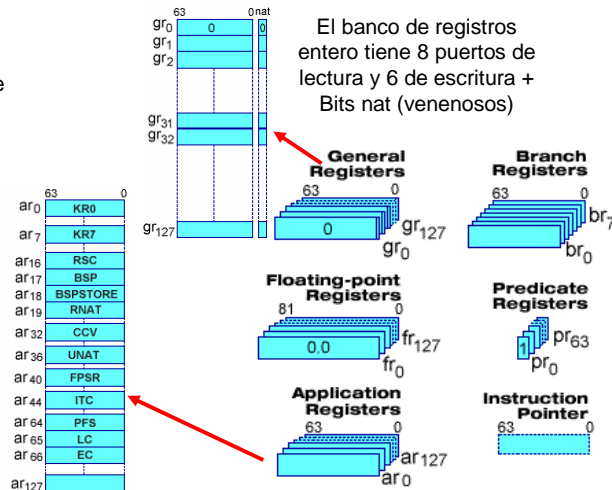 63 0 nat
gr0 0 0
gr1
gr2
gr31
gr32
gr127
El banco de registros
entero tiene 8 puertos de
lectura y 6 de escritura +
Bits nat (venenosos)
e
63 0
ar0 KR0
ar7 KR7
ar16 RSC
ar17 BSP
ar18 BSPSTORE
ar19 RNAT
ar32 CCV
ar36 UNAT
ar40 FPSR
ar44 ITC
ar64 PFS
ar65 LC
ar66 EC
ar127
General
Registers
63 0
0
gr127
gr0
Branch
Registers
63 0
br7
br0
Floating-point
Registers
81 0
0.0
fr127
fr0
Predicate
Registers
1
pr63
pr0
Application
Registers
63 0
ar127
ar0
Instruction
Pointer
63 0